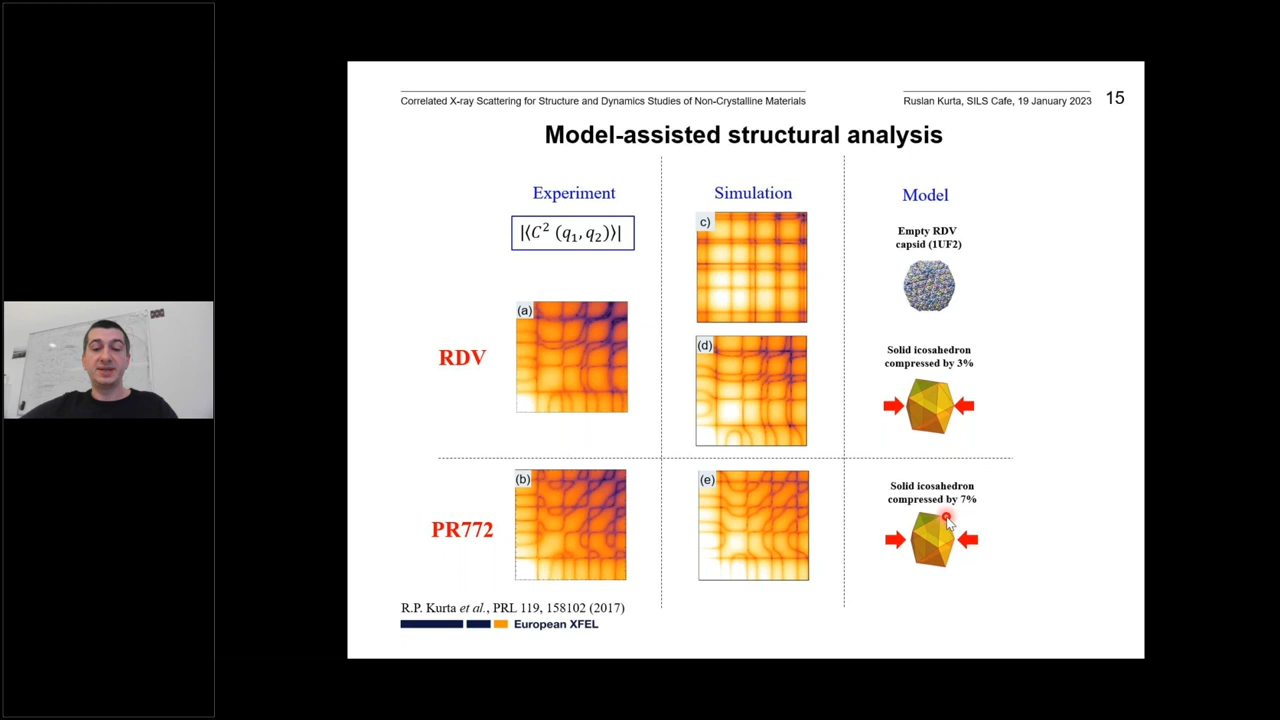 Correlated X-ray Scattering for Structure and Dynamics Studies of Non-Crystalline Materials
Ruslan Kurta, SILS Cafe, 19 January 2023
15
Model-assisted structural analysis
Experiment
Simulation
Model
|⟨C² (q₁, q₂)⟩|
c)
Empty RDV
capsid (1UF2)
(a)
RDV
(d)
Solid icosahedron
compressed by 3%
(b)
PR772
(e)
Solid icosahedron
compressed by 7%
R.P. Kurta et al., PRL 119, 158102 (2017)
European XFEL